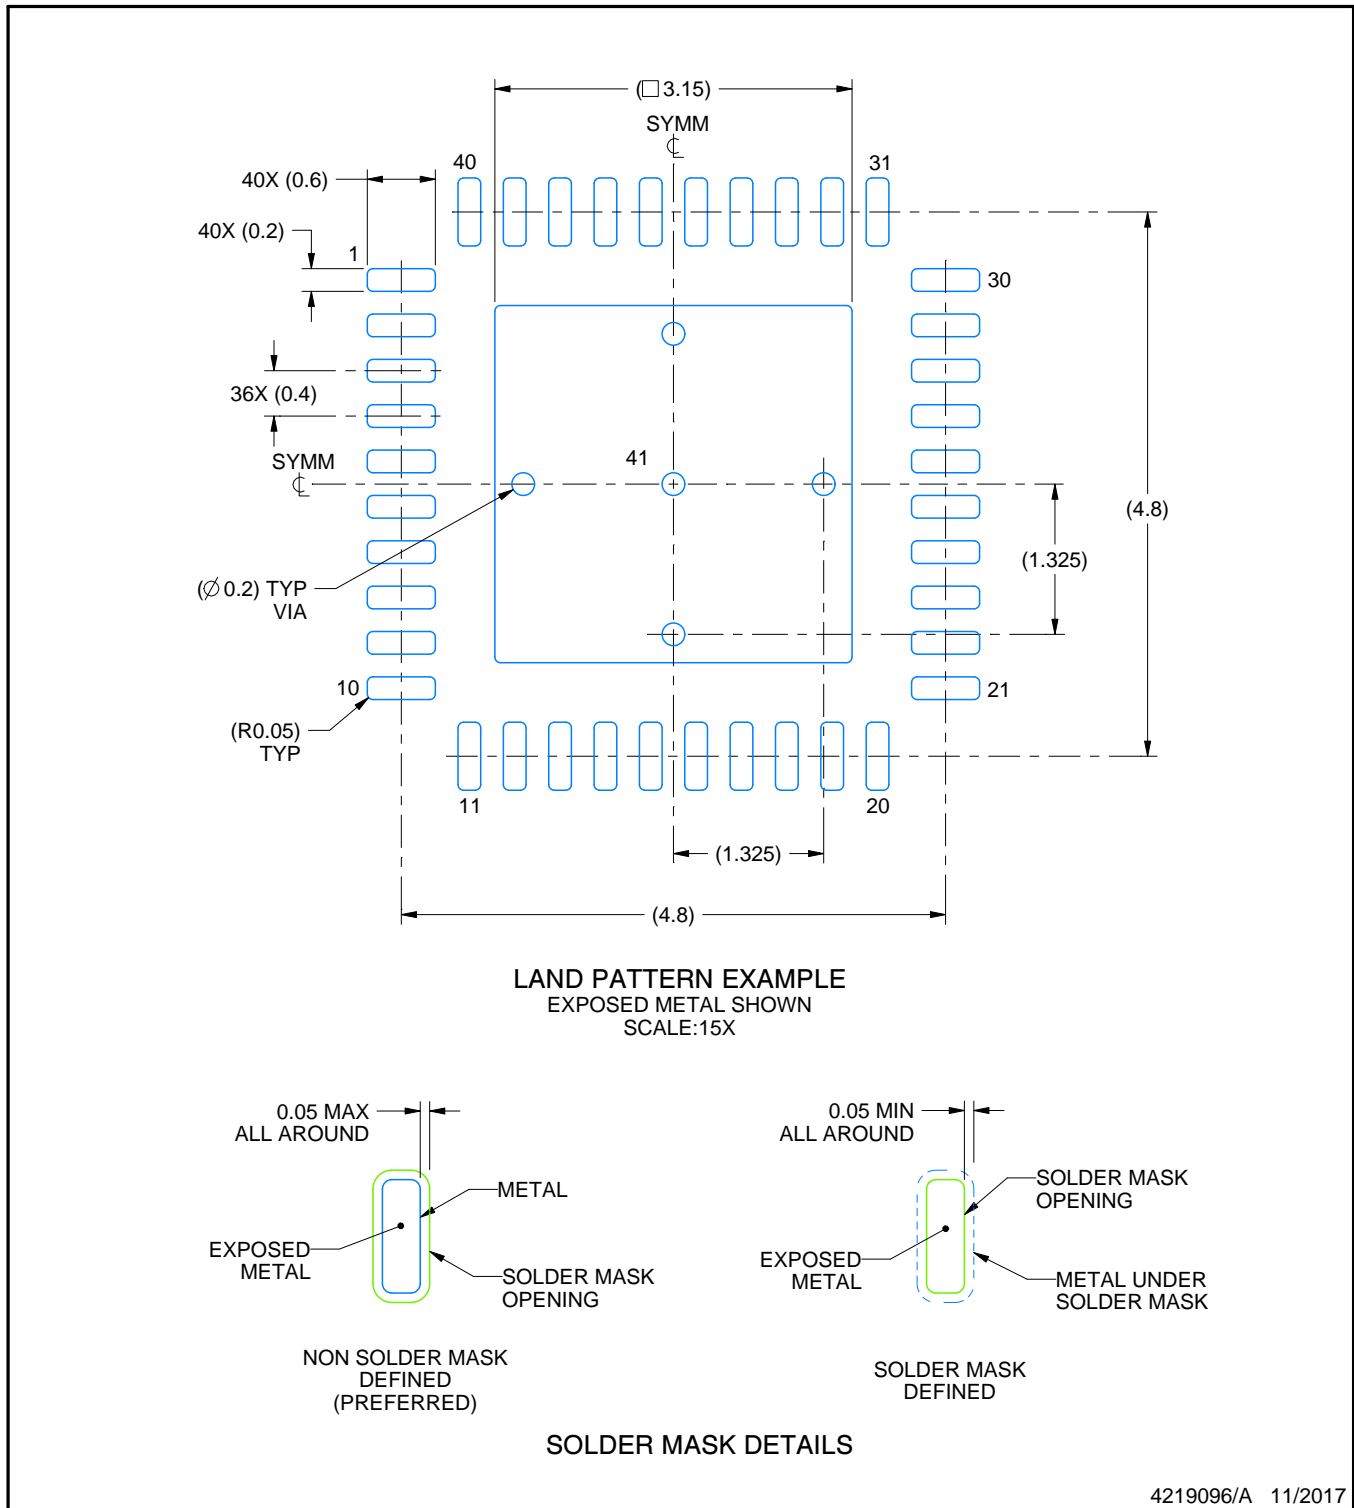 (□ 3.15)
SYMM
℄
40
31
40X (0.6)
40X (0.2)
1
30
36X (0.4)
SYMM
℄
41
(4.8)
(1.325)
(∅ 0.2) TYP
VIA
10
21
(R0.05)
TYP
11
20
(1.325)
(4.8)
LAND PATTERN EXAMPLE
EXPOSED METAL SHOWN
SCALE:15X
0.05 MAX
ALL AROUND
METAL
EXPOSED
METAL
SOLDER MASK
OPENING
NON SOLDER MASK
DEFINED
(PREFERRED)
0.05 MIN
ALL AROUND
SOLDER MASK
OPENING
EXPOSED
METAL
METAL UNDER
SOLDER MASK
SOLDER MASK
DEFINED
SOLDER MASK DETAILS
4219096/A 11/2017